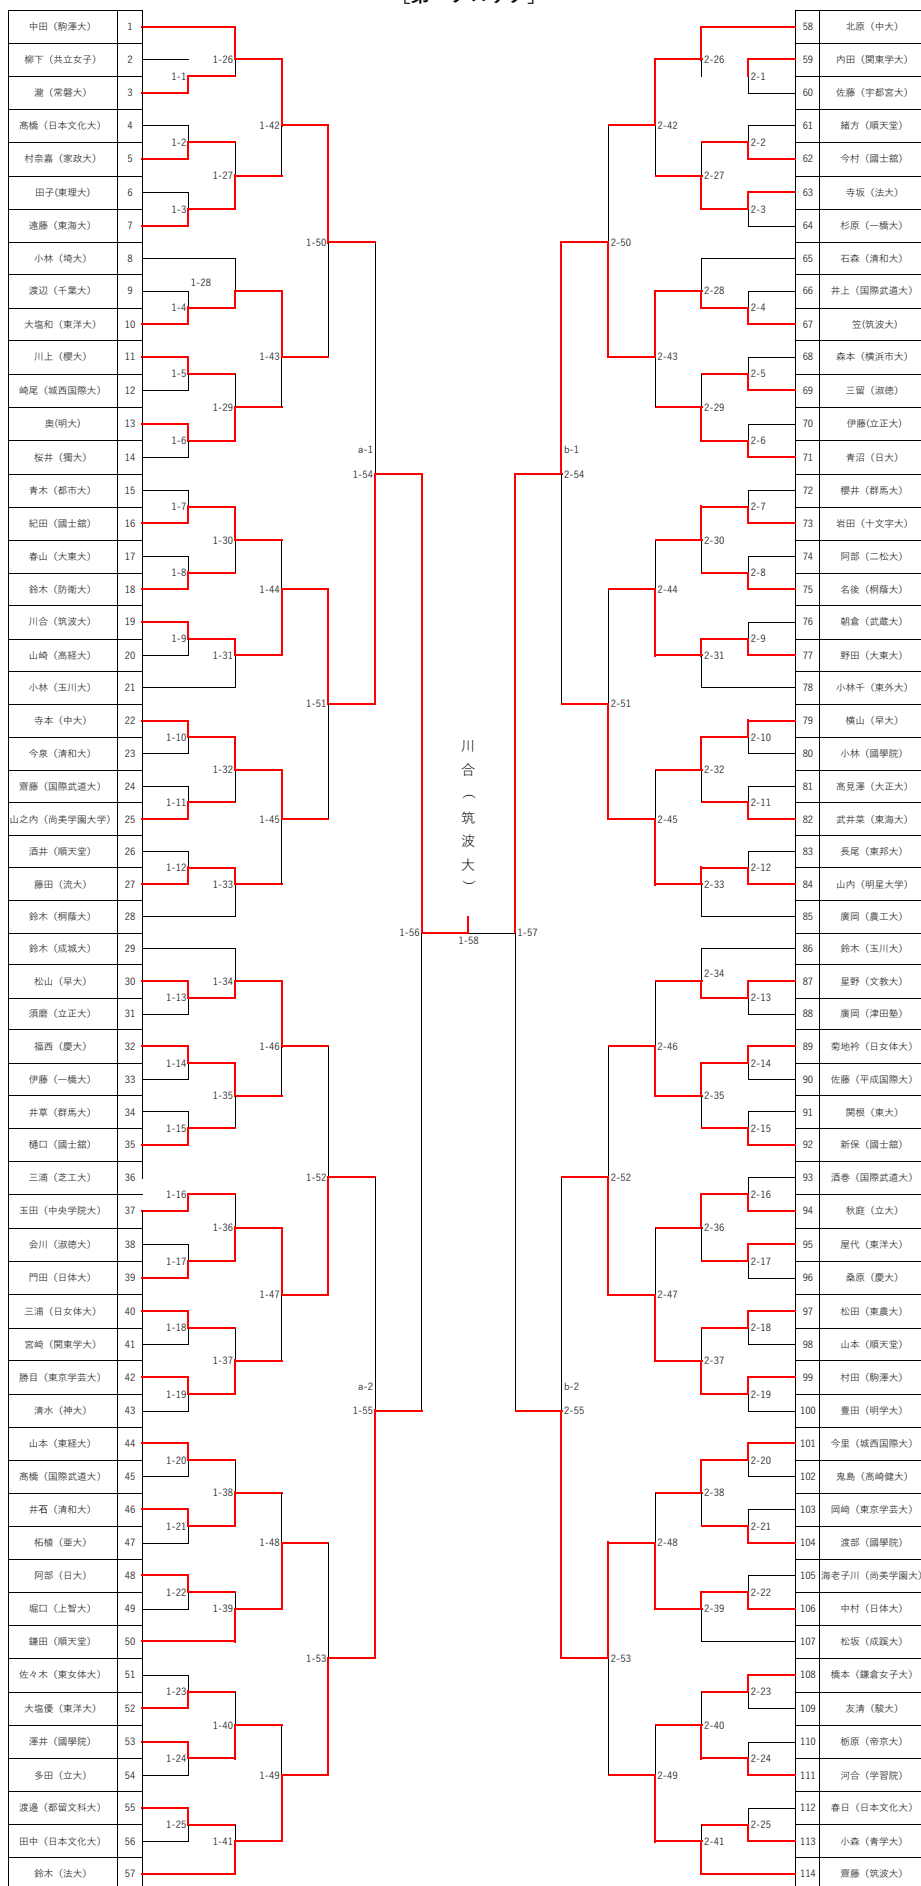 中田（駒澤大） 1
柳下（共立女子） 2
瀧（常磐大） 3
髙橋（日本文化大） 4
村奈嘉（家政大） 5
田子(東理大) 6
遠藤（東海大） 7
小林（埼大） 8
渡辺（千葉大） 9
大塩和（東洋大） 10
川上（櫻大） 11
崎尾（城西国際大） 12
奥(明大) 13
桜井（獨大） 14
青木（都市大） 15
紀田（國士舘） 16
春山（大東大） 17
鈴木（防衛大） 18
川合（筑波大） 19
山崎（高経大） 20
小林（玉川大） 21
寺本（中大） 22
今泉（清和大） 23
齋藤（国際武道大） 24
山之内（尚美学園大学） 25
酒井（順天堂） 26
藤田（流大） 27
鈴木（桐蔭大） 28
鈴木（成城大） 29
松山（早大） 30
須磨（立正大） 31
福西（慶大） 32
伊藤（一橋大） 33
井草（群馬大） 34
樋口（國士舘） 35
三浦（芝工大） 36
玉田（中央学院大） 37
会川（淑徳大） 38
門田（日体大） 39
三浦（日女体大） 40
宮﨑（関東学大） 41
勝目（東京学芸大） 42
清水（神大） 43
山本（東経大） 44
髙橋（国際武道大） 45
井石（清和大） 46
柘植（亜大） 47
阿部（日大） 48
堀口（上智大） 49
鎌田（順天堂） 50
佐々木（東女体大） 51
大塩優（東洋大） 52
澤井（國學院） 53
多田（立大） 54
渡邉（都留文科大） 55
田中（日本文化大） 56
鈴木（法大） 57
1-1
1-2
1-3
1-4
1-5
1-6
1-7
1-8
1-9
1-10
1-11
1-12
1-13
1-14
1-15
1-16
1-17
1-18
1-19
1-20
1-21
1-22
1-23
1-24
1-25
1-26
1-27
1-28
1-29
1-30
1-31
1-32
1-33
1-34
1-35
1-36
1-37
1-38
1-39
1-40
1-41
1-42
1-43
1-44
1-45
1-46
1-47
1-48
1-49
1-50
1-51
1-52
1-53
a-1
1-54
a-2
1-55
1-56
川合（筑波大）
1-58
1-57
b-1
2-54
b-2
2-55
2-50
2-51
2-52
2-53
2-42
2-43
2-44
2-45
2-46
2-47
2-48
2-49
2-26
2-27
2-28
2-29
2-30
2-31
2-32
2-33
2-34
2-35
2-36
2-37
2-38
2-39
2-40
2-41
2-1
2-2
2-3
2-4
2-5
2-6
2-7
2-8
2-9
2-10
2-11
2-12
2-13
2-14
2-15
2-16
2-17
2-18
2-19
2-20
2-21
2-22
2-23
2-24
2-25
58 北原（中大）
59 内田（関東学大）
60 佐藤（宇都宮大）
61 緒方（順天堂）
62 今村（國士舘）
63 寺坂（法大）
64 杉原（一橋大）
65 石森（清和大）
66 井上（国際武道大）
67 笠(筑波大）
68 森本（横浜市大）
69 三留（淑徳）
70 伊藤(立正大）
71 青沼（日大）
72 櫻井（群馬大）
73 岩田（十文字大）
74 阿部（二松大）
75 名後（桐蔭大）
76 朝倉（武蔵大）
77 野田（大東大）
78 小林千（東外大）
79 横山（早大）
80 小林（國學院）
81 高見澤（大正大）
82 武井菜（東海大）
83 長尾（東邦大）
84 山内（明星大学）
85 廣岡（農工大）
86 鈴木（玉川大）
87 星野（文教大）
88 廣岡（津田塾）
89 菊地衿（日女体大）
90 佐藤（平成国際大）
91 関根（東大）
92 新保（國士舘）
93 酒巻（国際武道大）
94 秋庭（立大）
95 屋代（東洋大）
96 桑原（慶大）
97 松田（東農大）
98 山本（順天堂）
99 村田（駒澤大）
100 豊田（明学大）
101 今里（城西国際大）
102 鬼島（高崎健大）
103 岡﨑（東京学芸大）
104 渡部（國學院）
105 海老子川（尚美学園大）
106 中村（日体大）
107 松坂（成蹊大）
108 橋本（鎌倉女子大）
109 友清（駿大）
110 栃原（帝京大）
111 河合（学習院）
112 春日（日本文化大）
113 小森（青学大）
114 齋藤（筑波大）